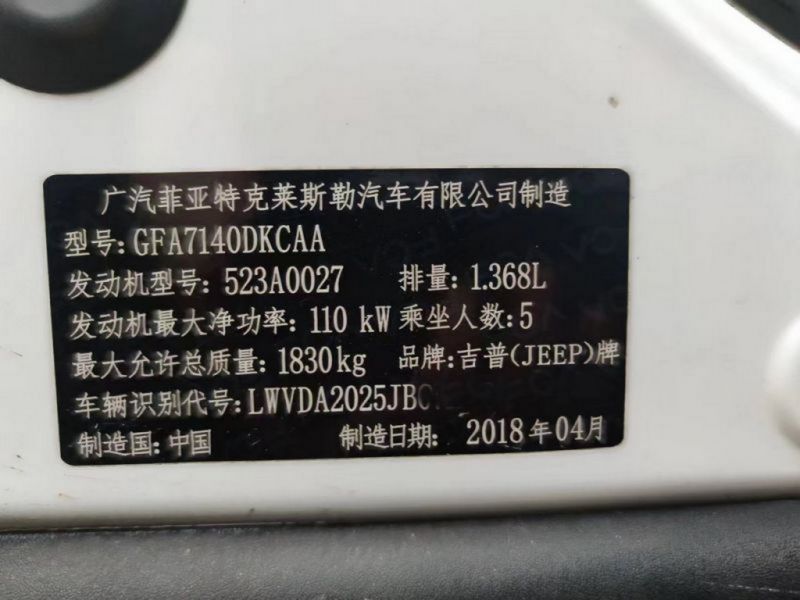 广汽菲亚特克莱斯勒汽车有限公司制造
型号: GFA7140DKCAA
发动机型号: 523A0027 排量: 1.368L
发动机最大净功率: 110 kW 乘坐人数: 5
最大允许总质量: 1830kg 品牌: 吉普(JEEP)牌
车辆识别代号: LWVDA2025JB
制造国: 中国 制造日期: 2018年04月